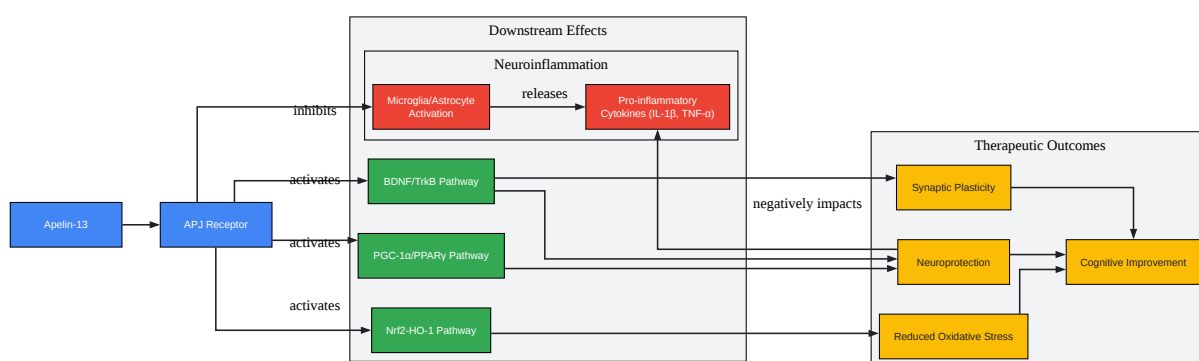 Downstream Effects
Neuroinflammation
Microglia/Astrocyte
Activation
releases
Pro-inflammatory
Cytokines (IL-1β, TNF-α)
inhibits
Therapeutic Outcomes
activates
BDNF/TrkB Pathway
Synaptic Plasticity
negatively impacts
Apelin-13
APJ Receptor
activates
PGC-1α/PPARγ Pathway
Neuroprotection
Cognitive Improvement
activates
Nrf2-HO-1 Pathway
Reduced Oxidative Stress